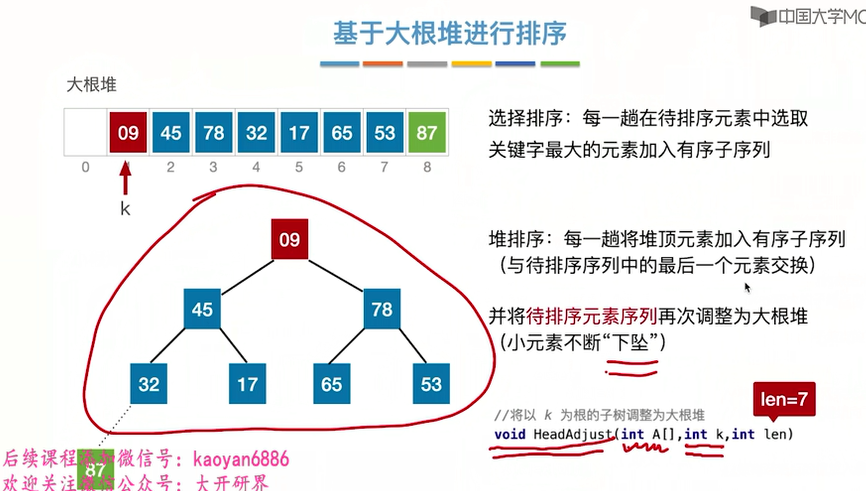 中国大学MO
基于大根堆进行排序
大根堆
09 45 78 32 17 65 53 87
0 2 3 4 5 6 7 8
k
选择排序：每一趟在待排序元素中选取
关键字最大的元素加入有序子序列
堆排序：每一趟将堆顶元素加入有序子序列
（与待排序序列中的最后一个元素交换）
并将待排序元素序列再次调整为大根堆
（小元素不断“下坠”）
09
45 78
32 17 65 53
87
len=7
//将以 k 为根的子树调整为大根堆
void HeadAdjust(int A[],int k,int len)
后续课程添加微信号：kaoyan6886
欢迎关注微信公众号：大开研界